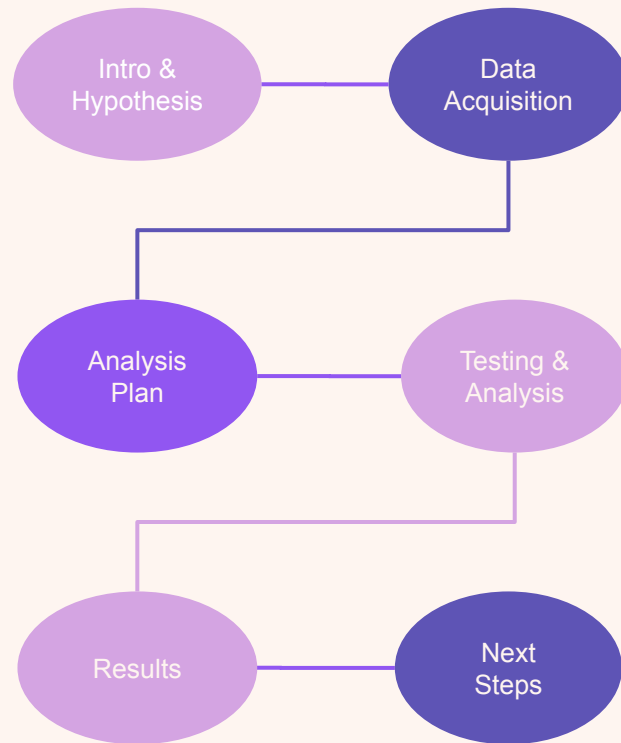 Intro &
Hypothesis
Data
Acquisition
Analysis
Plan
Testing &
Analysis
Results
Next
Steps